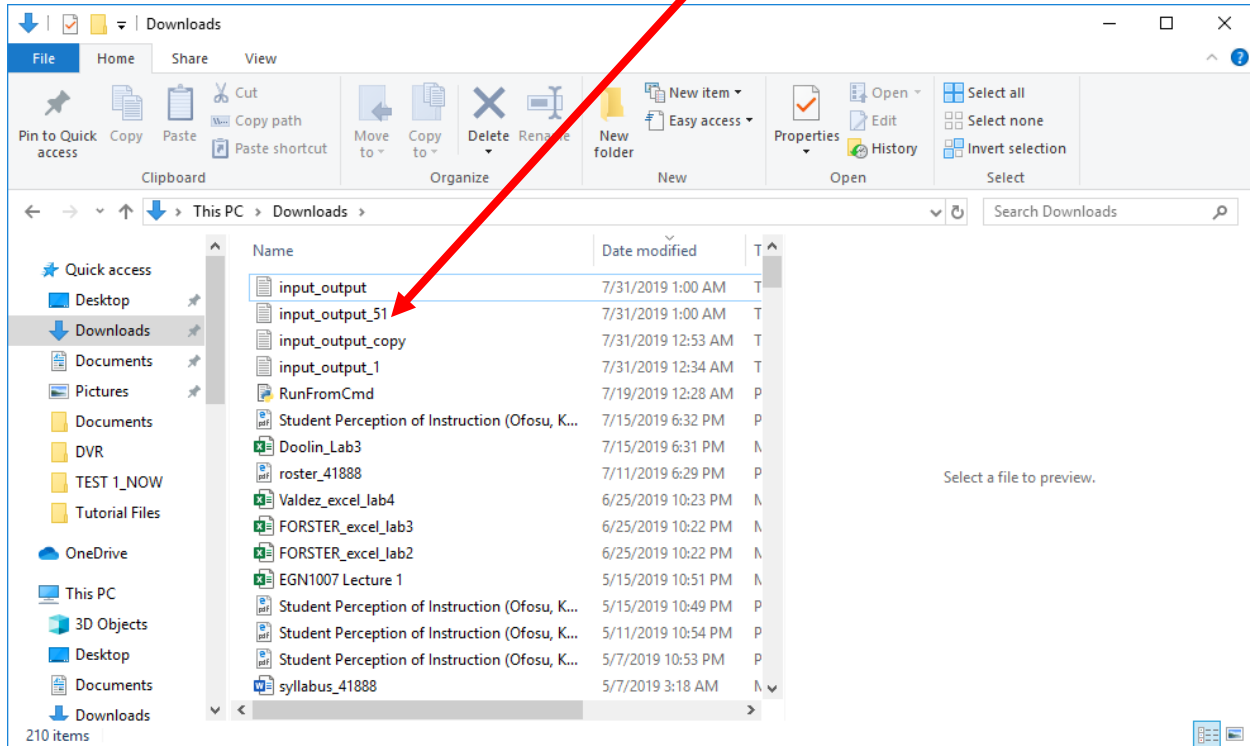 Downloads
File Home Share View
Pin to Quick access
Copy
Paste
Cut
Copy path
Paste shortcut
Move to
Copy to
Delete
Rename
New folder
New item
Easy access
Properties
Open
Edit
History
Select all
Select none
Invert selection
Clipboard Organize New Open Select
This PC > Downloads >
Search Downloads
Quick access
Desktop
Downloads
Documents
Pictures
Documents
DVR
TEST 1_NOW
Tutorial Files
OneDrive
This PC
3D Objects
Desktop
Documents
Downloads
Name Date modified T
input_output 7/31/2019 1:00 AM T
input_output_51 7/31/2019 1:00 AM T
input_output_copy 7/31/2019 12:53 AM T
input_output_1 7/31/2019 12:34 AM T
RunFromCmd 7/19/2019 12:28 AM P
Student Perception of Instruction (Ofosu, K... 7/15/2019 6:32 PM P
Doolin_Lab3 7/15/2019 6:31 PM
roster_41888 7/11/2019 6:29 PM P
Valdez_excel_lab4 6/25/2019 10:23 PM
FORSTER_excel_lab3 6/25/2019 10:22 PM
FORSTER_excel_lab2 6/25/2019 10:22 PM
EGN1007 Lecture 1 5/15/2019 10:51 PM
Student Perception of Instruction (Ofosu, K... 5/15/2019 10:49 PM P
Student Perception of Instruction (Ofosu, K... 5/11/2019 10:54 PM P
Student Perception of Instruction (Ofosu, K... 5/7/2019 10:53 PM P
syllabus_41888 5/7/2019 3:18 AM
Select a file to preview.
210 items